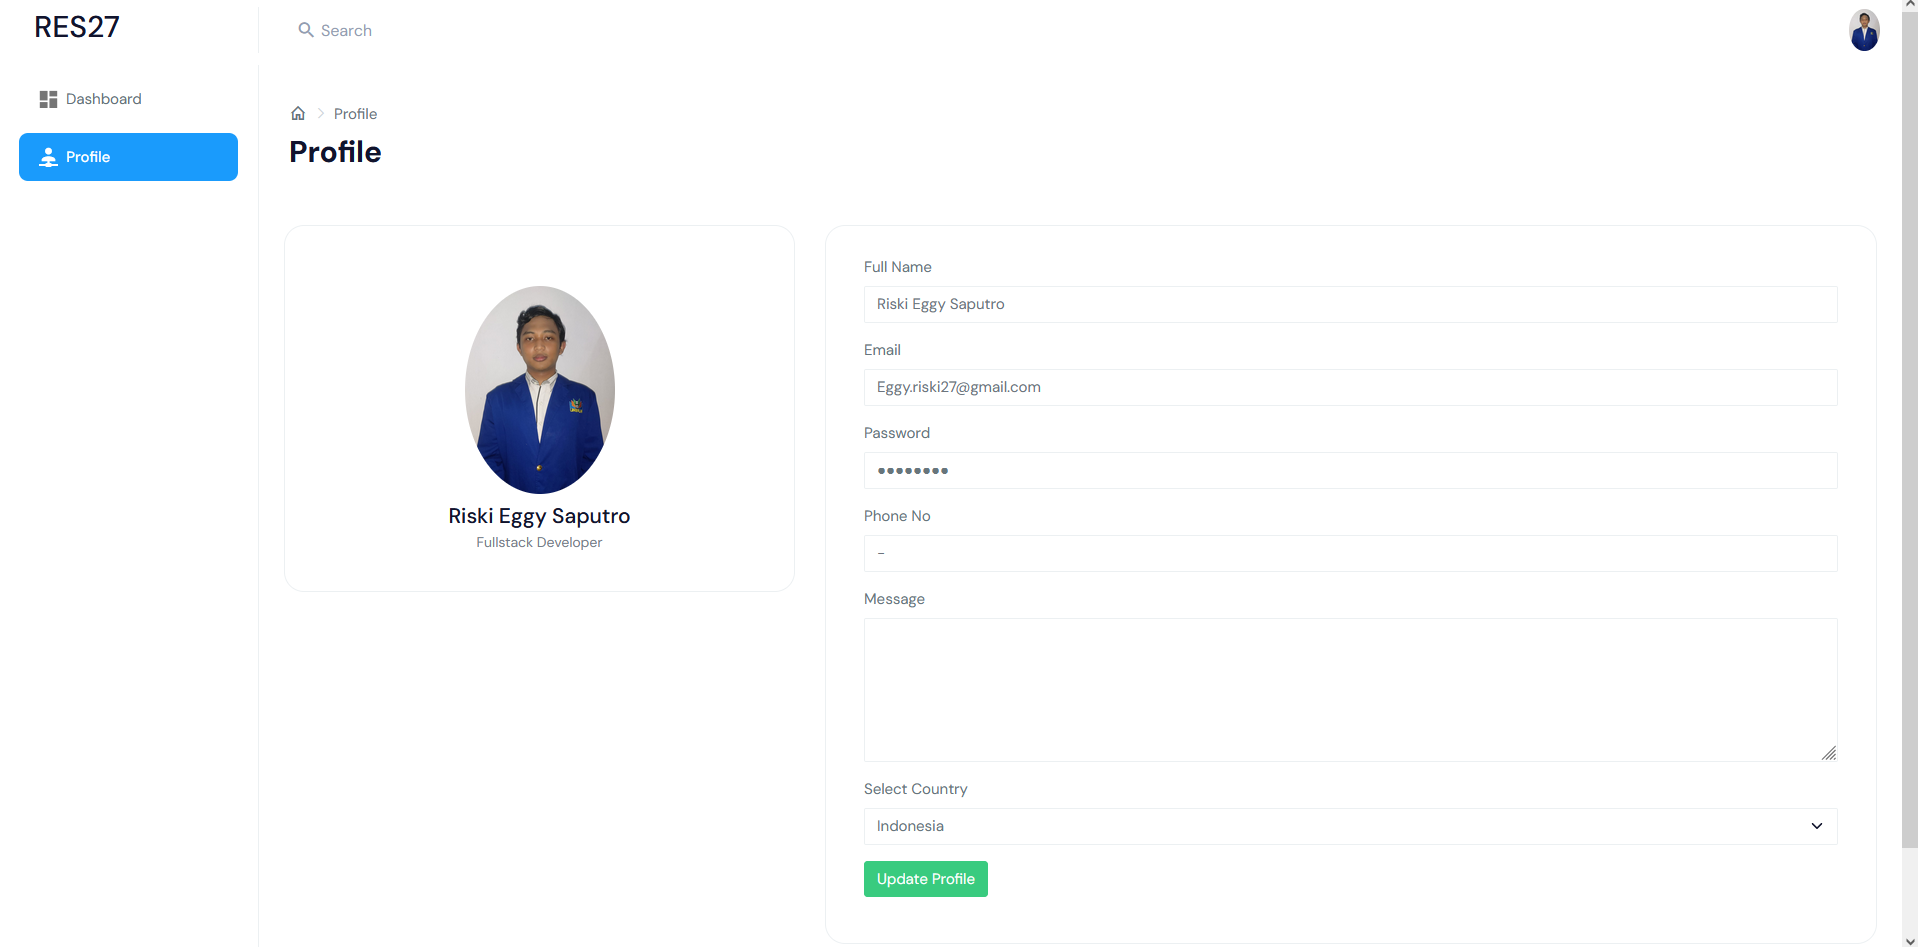 RES27
Search
Dashboard
Profile
Profile
Profile
Riski Eggy Saputro
Fullstack Developer
Full Name
Riski Eggy Saputro
Email
Eggy.riski27@gmail.com
Password
••••••••
Phone No
-
Message
Select Country
Indonesia
Update Profile